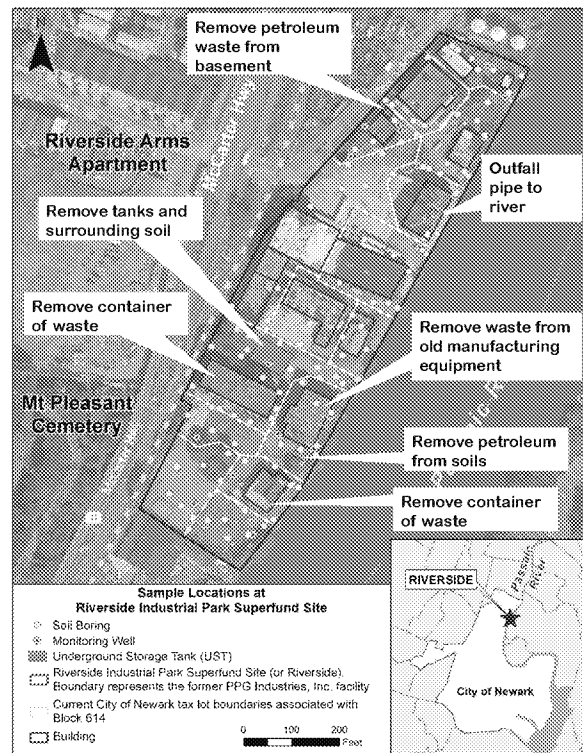 N
Remove petroleum
waste from
basement
McCarter Hwy
Riverside Arms
Apartment
Outfall
pipe to
river
Remove tanks and
surrounding soil
Remove container
of waste
Remove waste from
old manufacturing
equipment
Mt Pleasant
Cemetery
Remove petroleum
from soils
Remove container
of waste
Sample Locations at
Riverside Industrial Park Superfund Site
Soil Boring
Monitoring Well
Underground Storage Tank (UST)
Riverside Industrial Park Superfund Site (or Riverside).
Boundary represents the former PPG Industries, Inc. facility
Current City of Newark tax lot boundaries associated with
Block 614
Building
0 100 200
Feet
RIVERSIDE
Passaic
River
City of Newark